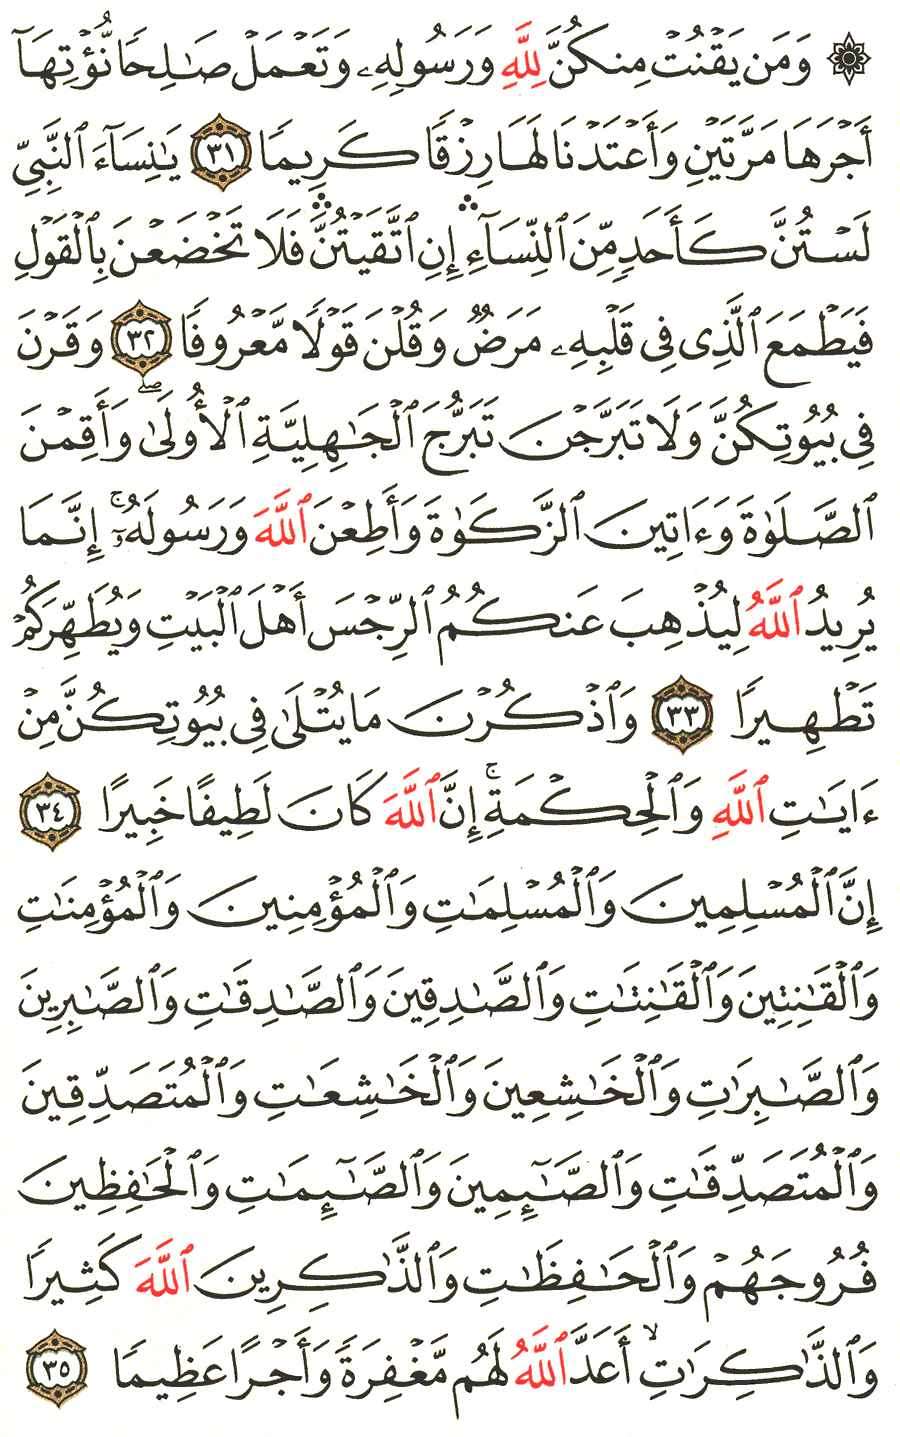 ۞ وَمَن يَقْنُتْ مِنكُنَّ لِلَّهِ وَرَسُولِهِۦ وَتَعْمَلْ صَٰلِحًا نُّؤْتِهَآ
أَجْرَهَا مَرَّتَيْنِ وَأَعْتَدْنَا لَهَا رِزْقًا كَرِيمًا ٣١ يَٰنِسَآءَ ٱلنَّبِيِّ
لَسْتُنَّ كَأَحَدٍ مِّنَ ٱلنِّسَآءِ ۛ إِنِ ٱتَّقَيْتُنَّ ۛ فَلَا تَخْضَعْنَ بِٱلْقَوْلِ
فَيَطْمَعَ ٱلَّذِى فِى قَلْبِهِۦ مَرَضٌ وَقُلْنَ قَوْلًا مَّعْرُوفًا ٣٢ وَقَرْنَ
فِى بُيُوتِكُنَّ وَلَا تَبَرَّجْنَ تَبَرُّجَ ٱلْجَٰهِلِيَّةِ ٱلْأُولَىٰ ۖ وَأَقِمْنَ
ٱلصَّلَوٰةَ وَءَاتِينَ ٱلزَّكَوٰةَ وَأَطِعْنَ ٱللَّهَ وَرَسُولَهُۥٓ ۚ إِنَّمَا
يُرِيدُ ٱللَّهُ لِيُذْهِبَ عَنكُمُ ٱلرِّجْسَ أَهْلَ ٱلْبَيْتِ وَيُطَهِّرَكُمْ
تَطْهِيرًا ٣٣ وَٱذْكُرْنَ مَا يُتْلَىٰ فِى بُيُوتِكُنَّ مِنْ
ءَايَٰتِ ٱللَّهِ وَٱلْحِكْمَةِ ۚ إِنَّ ٱللَّهَ كَانَ لَطِيفًا خَبِيرًا ٣٤
إِنَّ ٱلْمُسْلِمِينَ وَٱلْمُسْلِمَٰتِ وَٱلْمُؤْمِنِينَ وَٱلْمُؤْمِنَٰتِ
وَٱلْقَٰنِتِينَ وَٱلْقَٰنِتَٰتِ وَٱلصَّٰدِقِينَ وَٱلصَّٰدِقَٰتِ وَٱلصَّٰبِرِينَ
وَٱلصَّٰبِرَٰتِ وَٱلْخَٰشِعِينَ وَٱلْخَٰشِعَٰتِ وَٱلْمُتَصَدِّقِينَ
وَٱلْمُتَصَدِّقَٰتِ وَٱلصَّٰٓئِمِينَ وَٱلصَّٰٓئِمَٰتِ وَٱلْحَٰفِظِينَ
فُرُوجَهُمْ وَٱلْحَٰفِظَٰتِ وَٱلذَّٰكِرِينَ ٱللَّهَ كَثِيرًا
وَٱلذَّٰكِرَٰتِ ۙ أَعَدَّ ٱللَّهُ لَهُم مَّغْفِرَةً وَأَجْرًا عَظِيمًا ٣٥